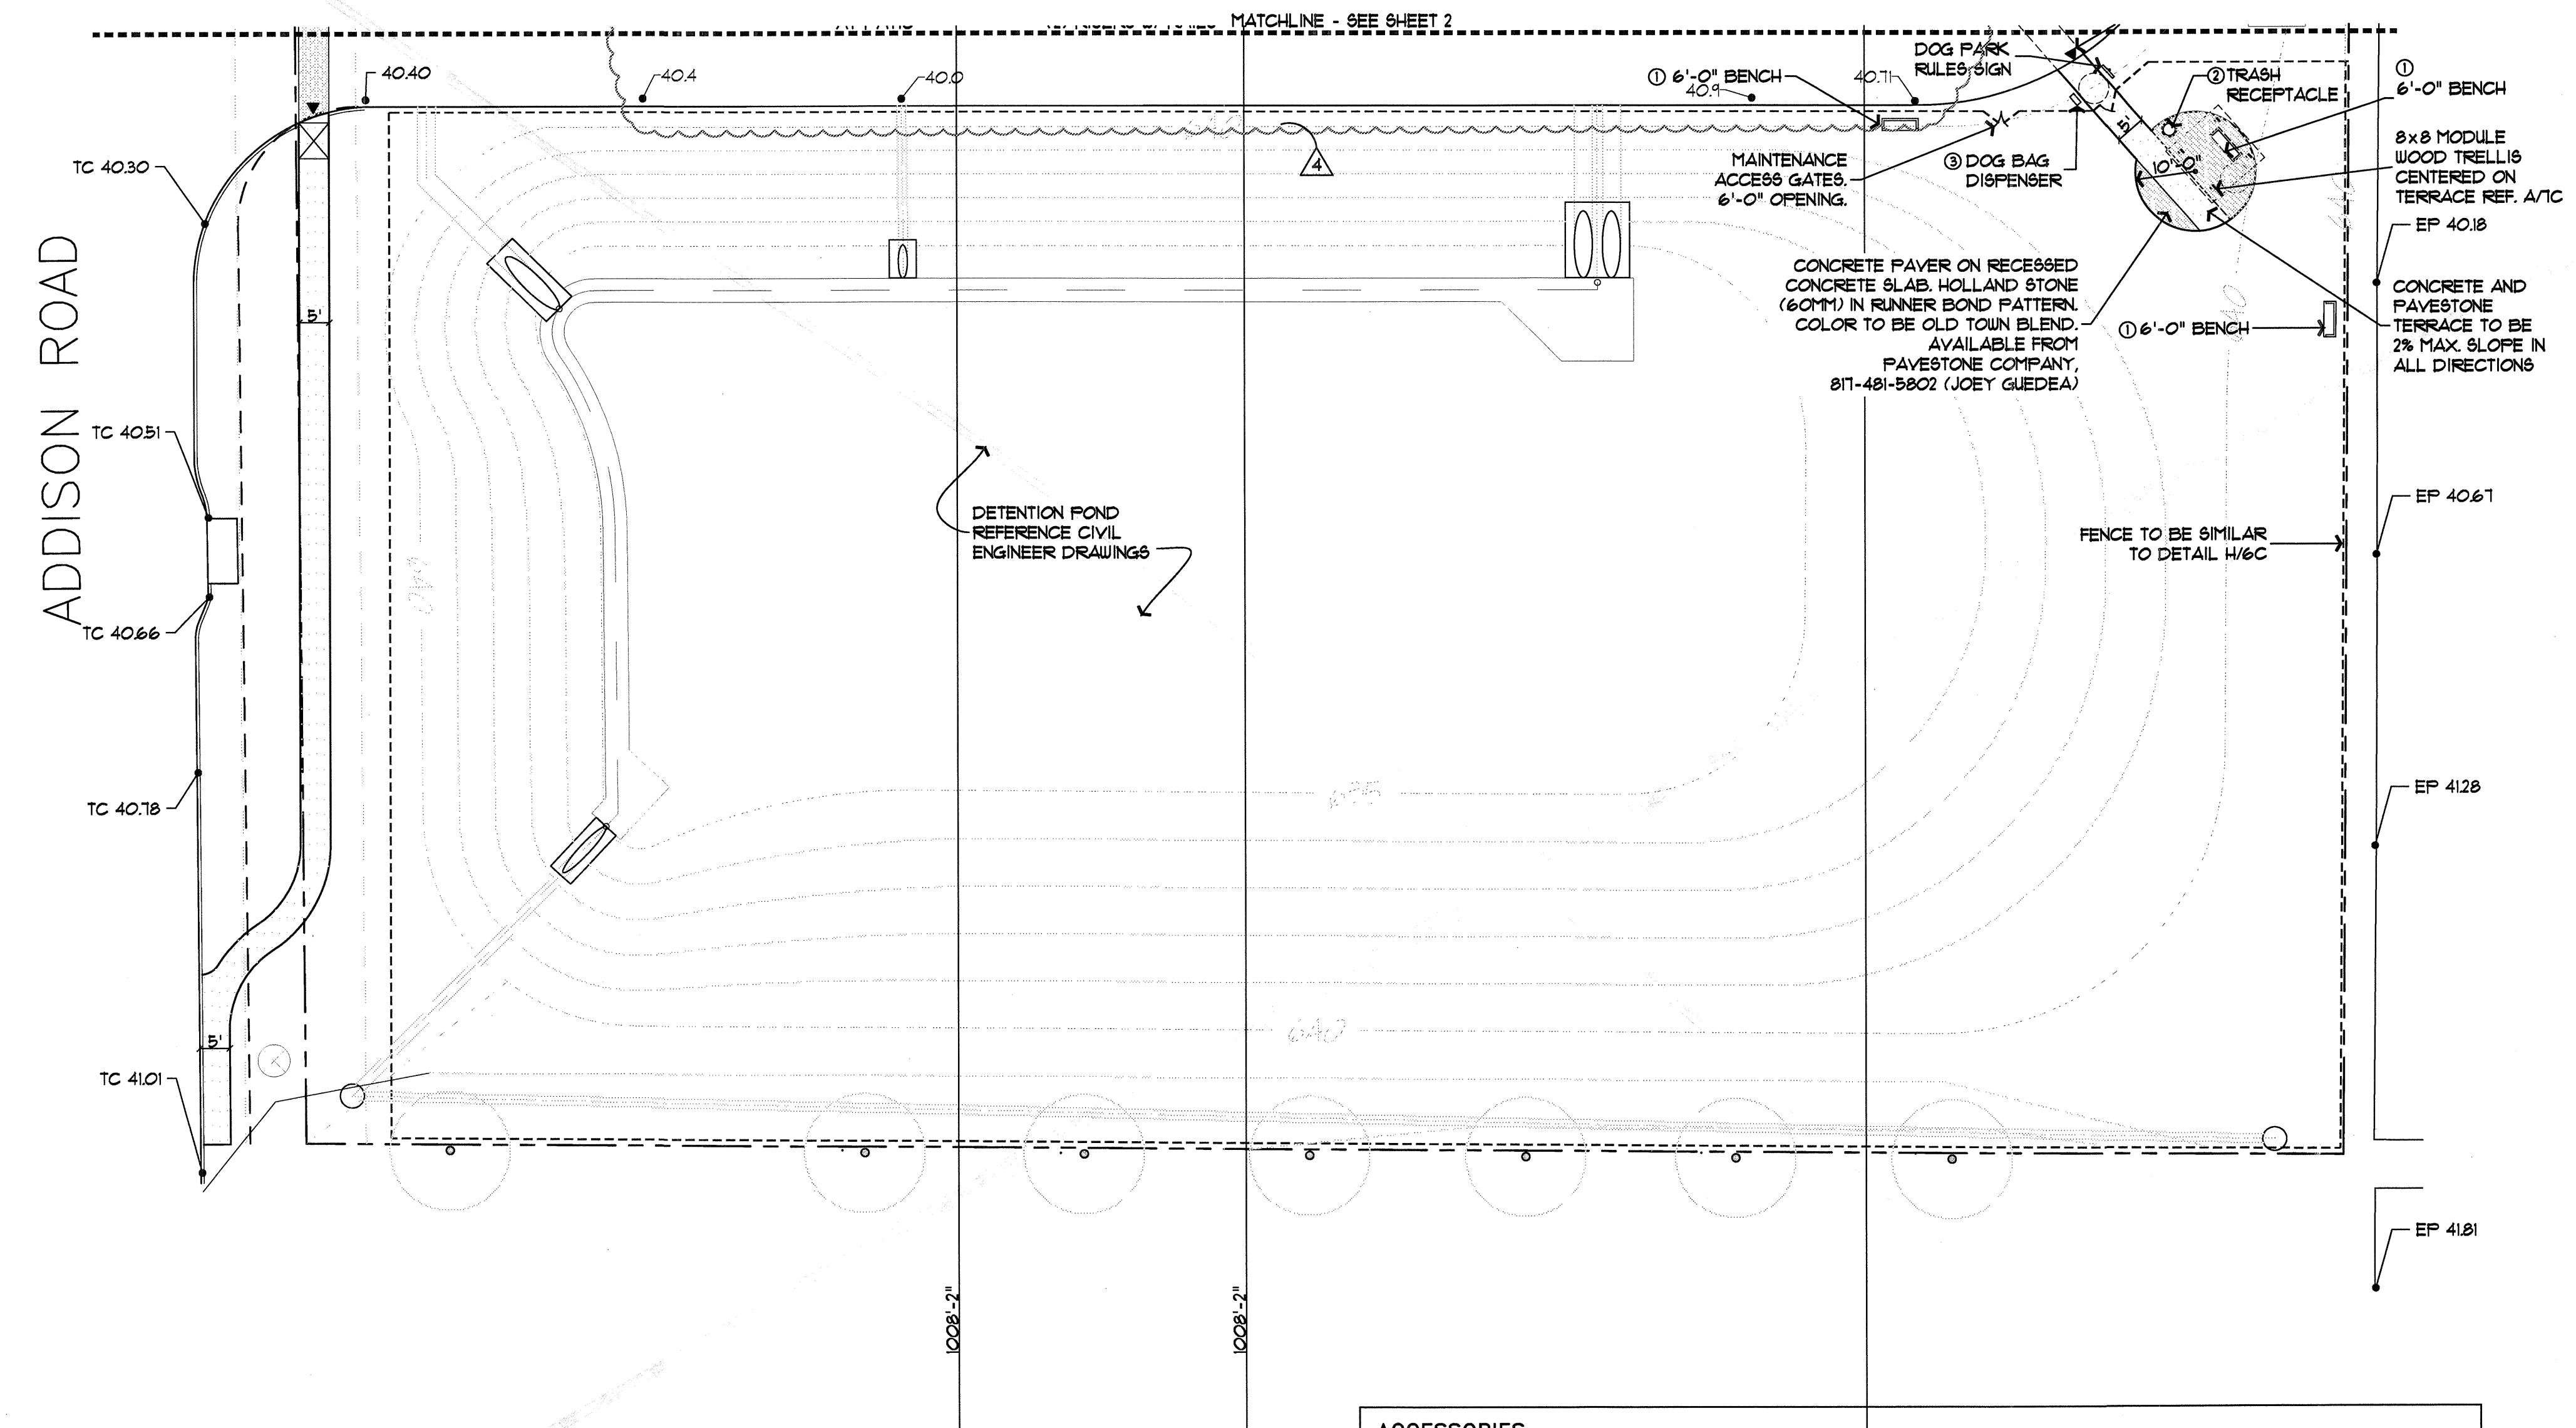 MATCHLINE - SEE SHEET 2
40.40
40.4
40.0
① 6'-0" BENCH
40.71
40.9
DOG PARK
RULES SIGN
② TRASH
RECEPTACLE
①
6'-0" BENCH
TC 40.30
4
MAINTENANCE
ACCESS GATES.
6'-0" OPENING.
③ DOG BAG
DISPENSER
5'
10'-0"
8x8 MODULE
WOOD TRELLIS
CENTERED ON
TERRACE REF. A/7C
EP 40.18
ADDISON ROAD
5'
CONCRETE PAVER ON RECESSED
CONCRETE SLAB. HOLLAND STONE
(60MM) IN RUNNER BOND PATTERN.
COLOR TO BE OLD TOWN BLEND.
AVAILABLE FROM
PAVESTONE COMPANY,
817-481-5802 (JOEY GUEDEA)
① 6'-0" BENCH
CONCRETE AND
PAVESTONE
TERRACE TO BE
2% MAX. SLOPE IN
ALL DIRECTIONS
TC 40.51
EP 40.67
DETENTION POND
REFERENCE CIVIL
ENGINEER DRAWINGS
FENCE TO BE SIMILAR
TO DETAIL H/6C
640
640
TC 40.66
TC 40.78
635
EP 41.28
640
5'
T
TC 41.01
EP 41.81
1008'-2"
1008'-2"
ACCESSORIES